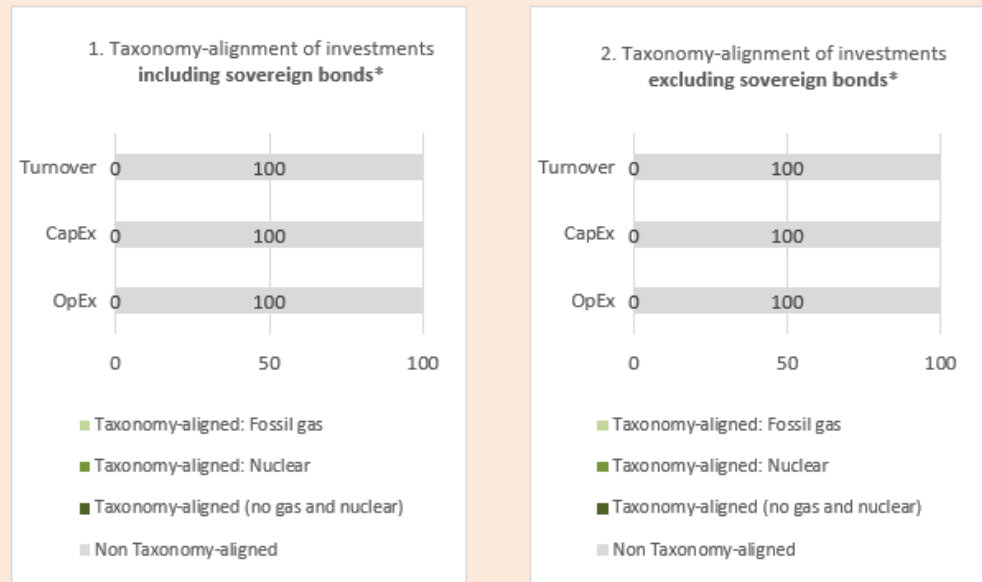 1. Taxonomy-alignment of investments
including sovereign bonds*
Turnover 0 100
CapEx 0 100
OpEx 0 100
0 50 100
Taxonomy-aligned: Fossil gas
Taxonomy-aligned: Nuclear
Taxonomy-aligned (no gas and nuclear)
Non Taxonomy-aligned
2. Taxonomy-alignment of investments
excluding sovereign bonds*
Turnover 0 100
CapEx 0 100
OpEx 0 100
0 50 100
Taxonomy-aligned: Fossil gas
Taxonomy-aligned: Nuclear
Taxonomy-aligned (no gas and nuclear)
Non Taxonomy-aligned